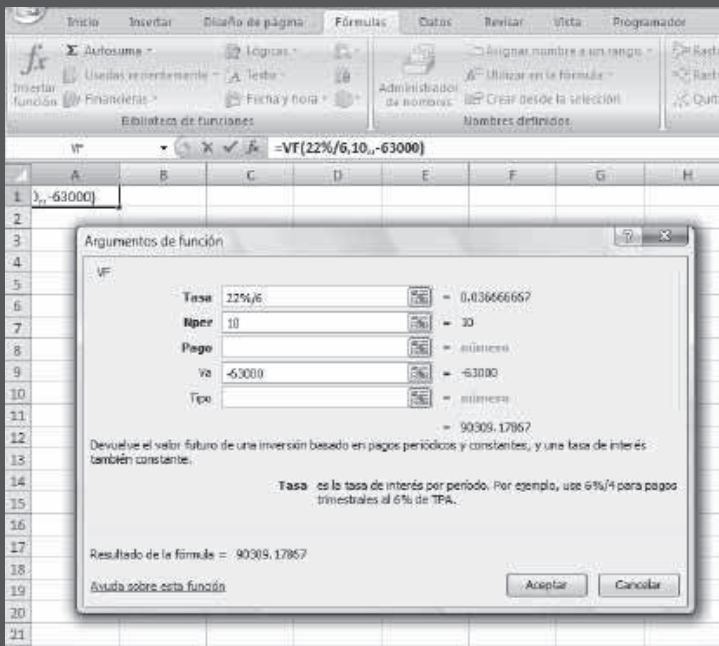 Inicio Insertar Diseño de página Fórmulas Datos Revisar Vista Programador
Σ Autosuma Lógicas Asignar nombre a un rango
Usadas recientemente Texto Utilizar en la fórmula
Insertar función Financieras Fecha y hora Administrador de nombres Crear desde la selección
Biblioteca de funciones Nombres definidos
VF =VF(22%/6,10,,-63000)
A B C D E F G H
1 ),,-63000)
2
3 Argumentos de función
4
VF
5
6 Tasa 22%/6 = 0,036666667
7 Nper 10 = 10
8 Pago = número
9 Va -63000 = -63000
10 Tipo = número
11
= 90309,17867
12
Devuelve el valor futuro de una inversión basado en pagos periódicos y constantes, y una tasa de interés
13 también constante.
14 Tasa es la tasa de interés por período. Por ejemplo, use 6%/4 para pagos
15 trimestrales al 6% de TPA.
16
17
Resultado de la fórmula = 90309,17867
18
19 Ayuda sobre esta función Aceptar Cancelar
20
21